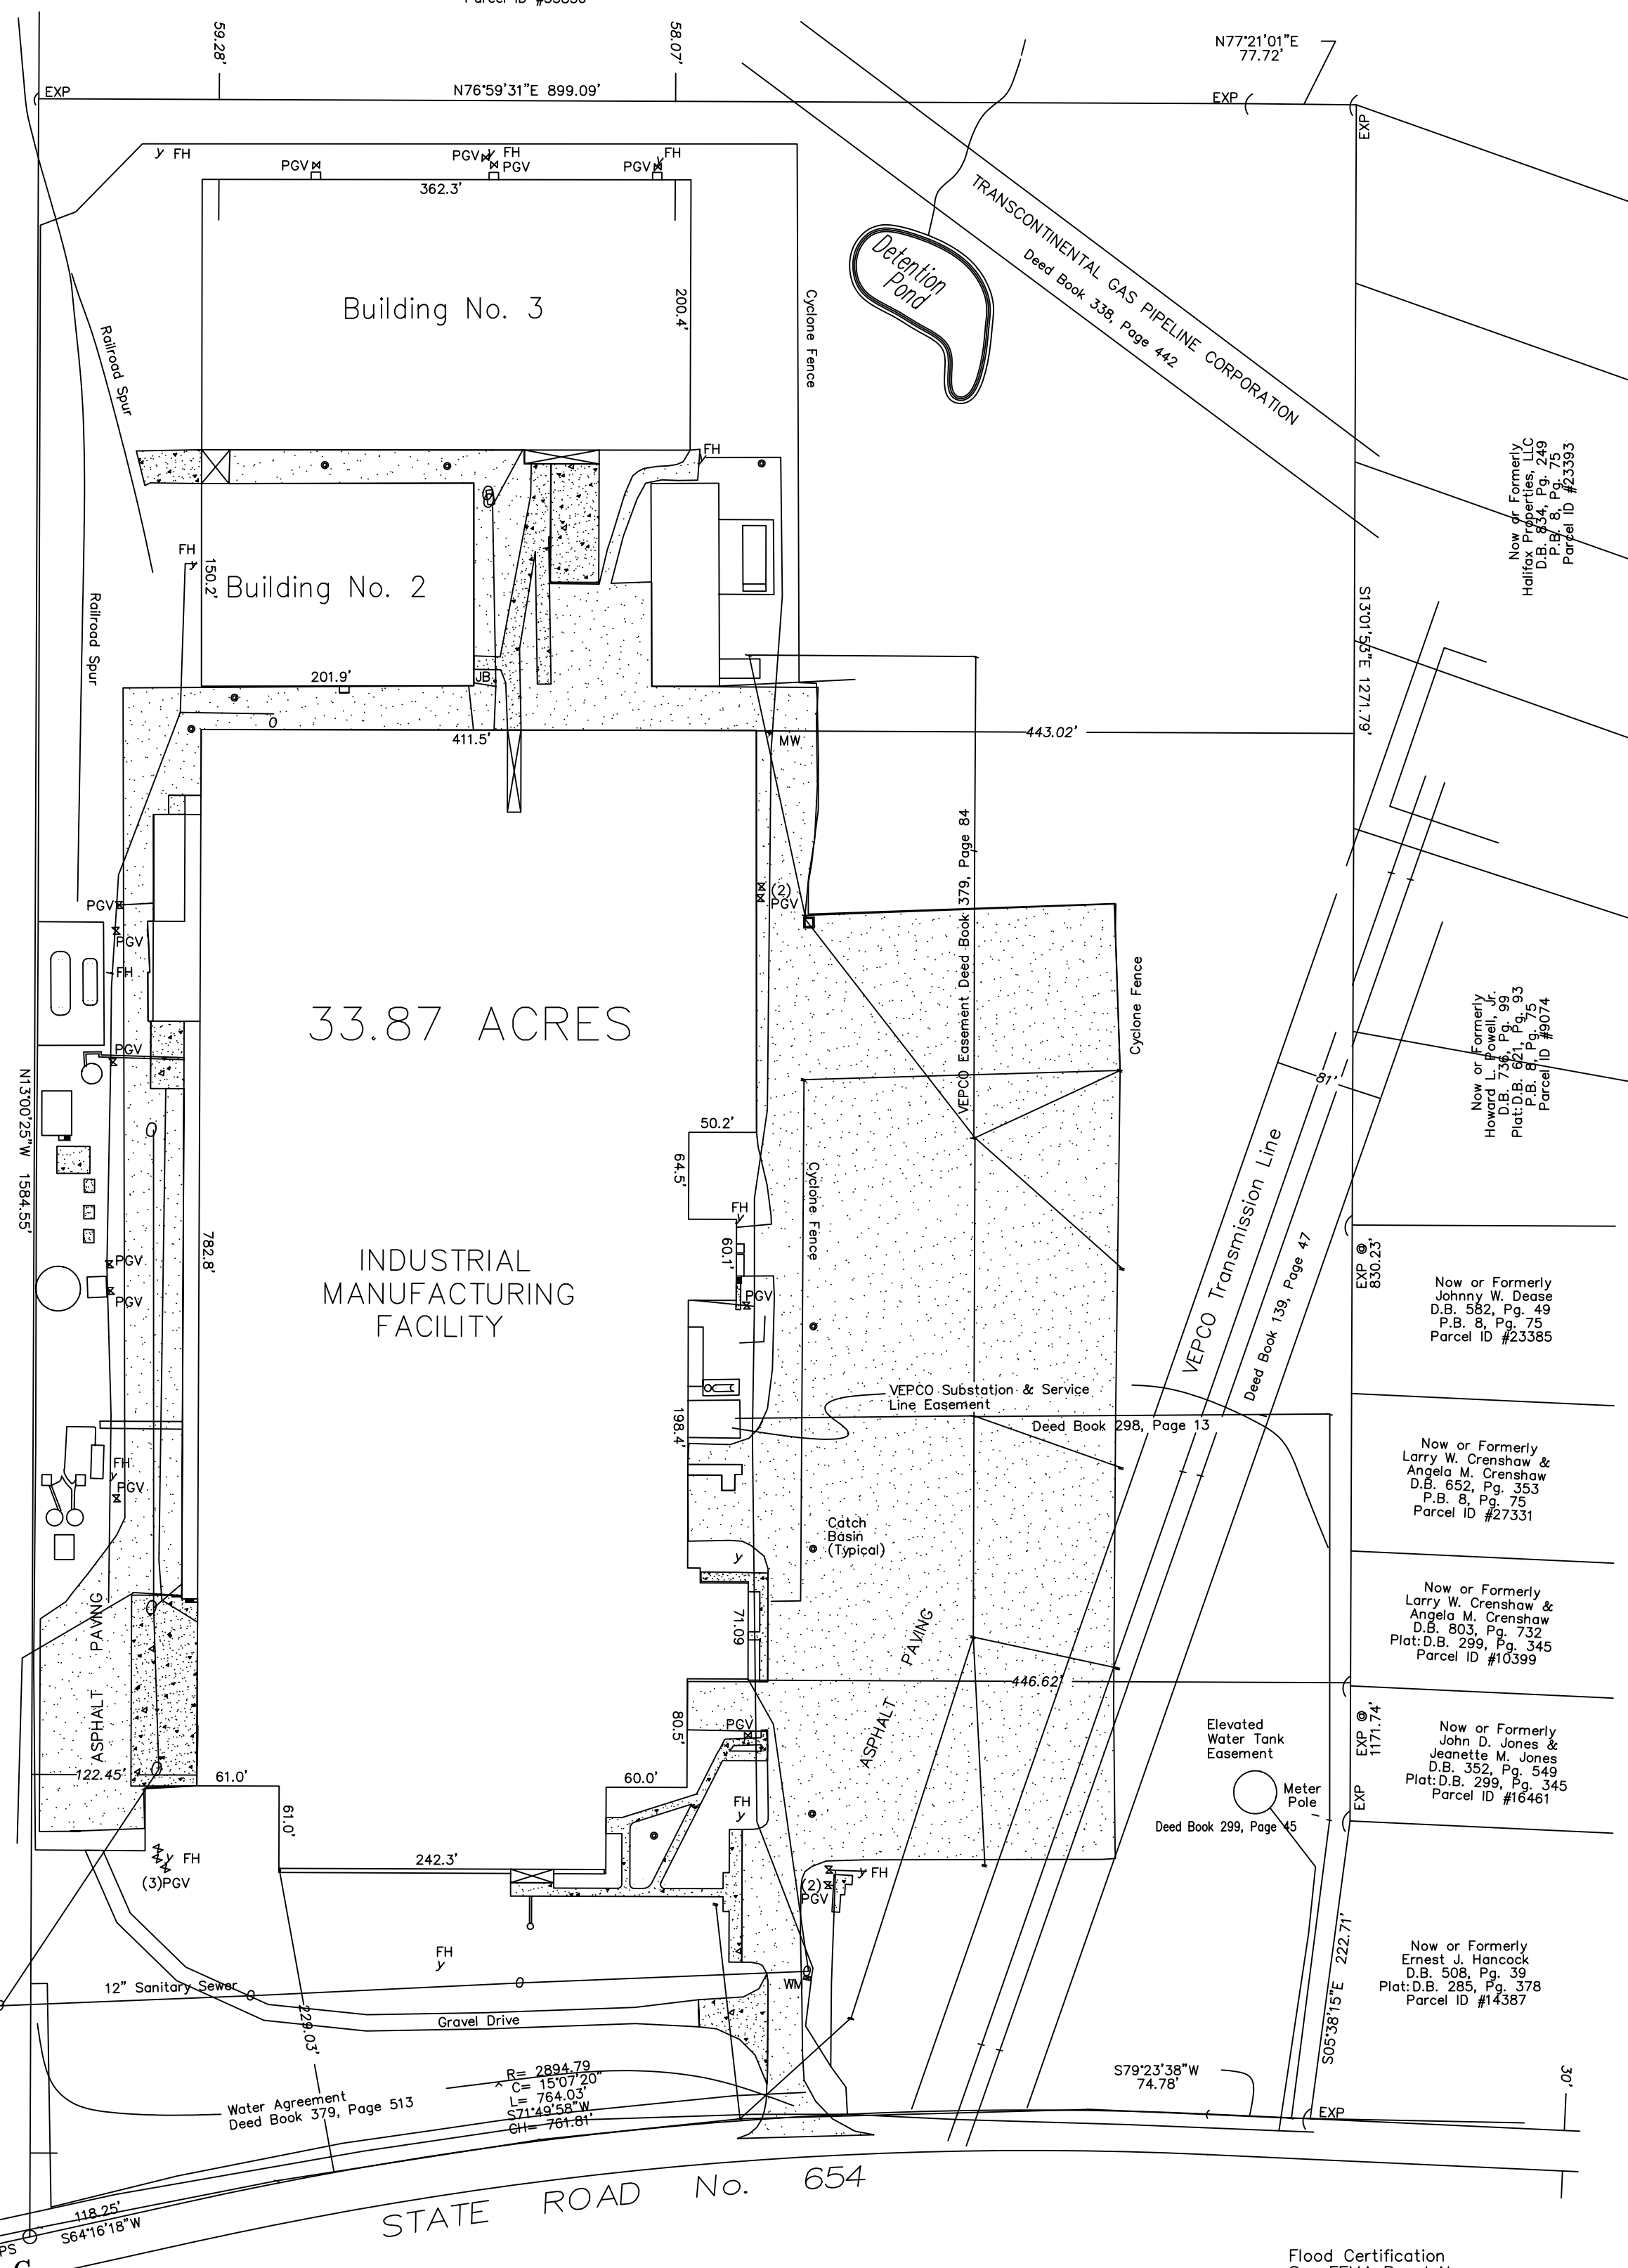 Parcel ID #33836
59.28'
58.07'
N77°21'01"E
77.72'
EXP
N76°59'31"E 899.09'
EXP
EXP
FH
PGV
PGV
FH
PGV
PGV
FH
362.3'
Building No. 3
200.4'
Cyclone Fence
Detention
Pond
TRANSCONTINENTAL GAS PIPELINE CORPORATION
Deed Book 338, Page 442
Railroad Spur
Now or Formerly
Halifax Properties, LLC
D.B. 834, Pg. 249
P.B. 8, Pg. 75
Parcel ID #23393
FH
FH
150.2'
Building No. 2
Railroad Spur
S13°01'53"E 1271.79'
201.9'
JB
411.5'
MW
443.02'
VEPCO Easement Deed Book 379, Page 84
(2)
PGV
PGV
PGV
FH
PGV
33.87 ACRES
Cyclone Fence
Now or Formerly
Howard L. Powell, Jr.
D.B. 736, Pg. 99
Plat: D.B. 621, Pg. 93
P.B. 8, Pg. 75
Parcel ID #9074
81'
N13°00'25"W 1584.55'
50.2'
64.5'
Cyclone Fence
VEPCO Transmission Line
Deed Book 139, Page 47
782.8'
FH
60.1'
PGV
PGV
PGV
INDUSTRIAL
MANUFACTURING
FACILITY
EXP @
830.23'
Now or Formerly
Johnny W. Dease
D.B. 582, Pg. 49
P.B. 8, Pg. 75
Parcel ID #23385
VEPCO Substation & Service
Line Easement
Deed Book 298, Page 13
198.4'
Now or Formerly
Larry W. Crenshaw &
Angela M. Crenshaw
D.B. 652, Pg. 353
P.B. 8, Pg. 75
Parcel ID #27331
FH
PGV
Catch
Basin
(Typical)
Now or Formerly
Larry W. Crenshaw &
Angela M. Crenshaw
D.B. 803, Pg. 732
Plat: D.B. 299, Pg. 345
Parcel ID #10399
ASPHALT PAVING
71.09
ASPHALT PAVING
446.62'
80.5'
PGV
Elevated
Water Tank
Easement
Meter
Pole
Deed Book 299, Page 45
EXP @
1171.74'
EXP
Now or Formerly
John D. Jones &
Jeanette M. Jones
D.B. 352, Pg. 549
Plat: D.B. 299, Pg. 345
Parcel ID #16461
122.45'
61.0'
61.0'
60.0'
FH
242.3'
FH
(3)PGV
FH
(2)
PGV
FH
12" Sanitary Sewer
WM
Gravel Drive
229.03'
Now or Formerly
Ernest J. Hancock
D.B. 508, Pg. 39
Plat: D.B. 285, Pg. 378
Parcel ID #14387
S05°38'15"E 222.71'
S79°23'38"W
74.78'
30'
EXP
R= 2894.79
C= 15°07'20"
L= 764.03'
S71°49'58"W
CH= 761.81'
Water Agreement
Deed Book 379, Page 513
STATE ROAD No. 654
118.25'
S64°16'18"W
Flood Certification